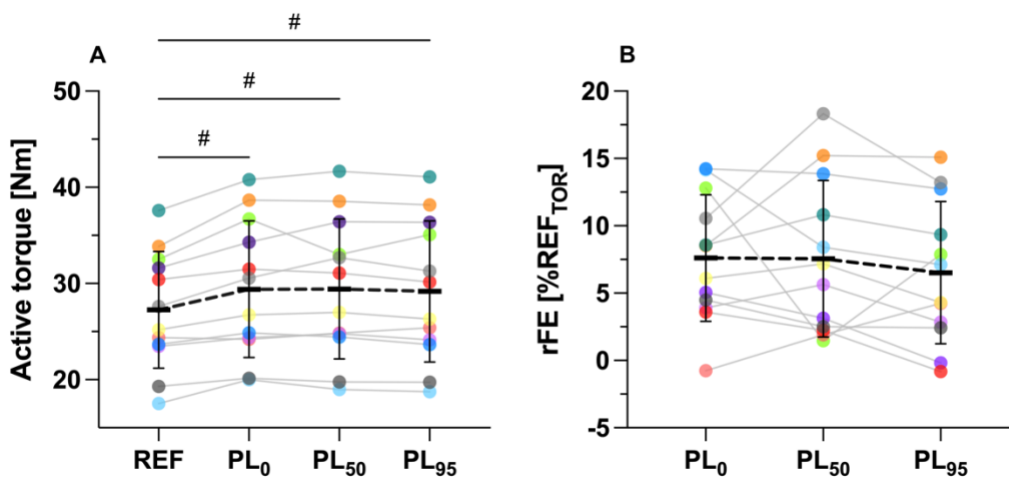 #
A
B
#
#
Active torque [Nm]
50
40
30
20
REF
PL0
PL50
PL95
rFE [%REFTOR]
20
15
10
5
0
-5
PL0
PL50
PL95